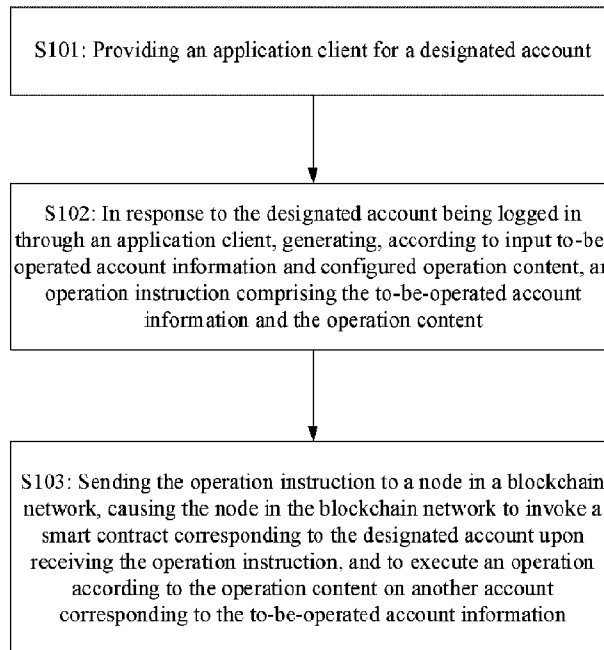 S101: Providing an application client for a designated account
S102: In response to the designated account being logged in
through an application client, generating, according to input to-be-
operated account information and configured operation content, an
operation instruction comprising the to-be-operated account
information and the operation content
S103: Sending the operation instruction to a node in a blockchain
network, causing the node in the blockchain network to invoke a
smart contract corresponding to the designated account upon
receiving the operation instruction, and to execute an operation
according to the operation content on another account
corresponding to the to-be-operated account information